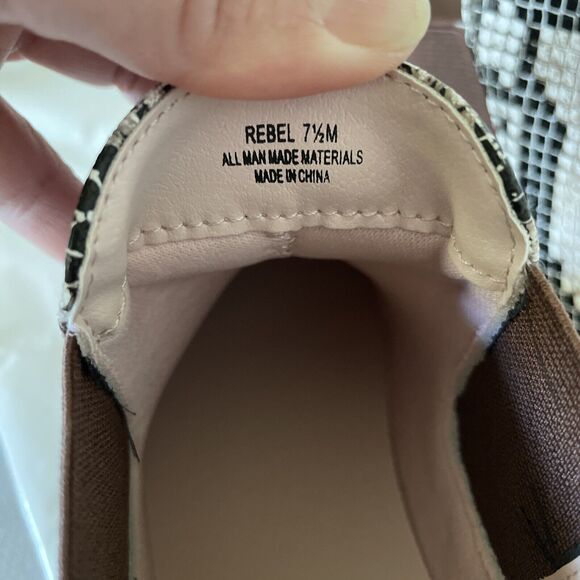 REBEL 7½M
ALL MAN MADE MATERIALS
MADE IN CHINA